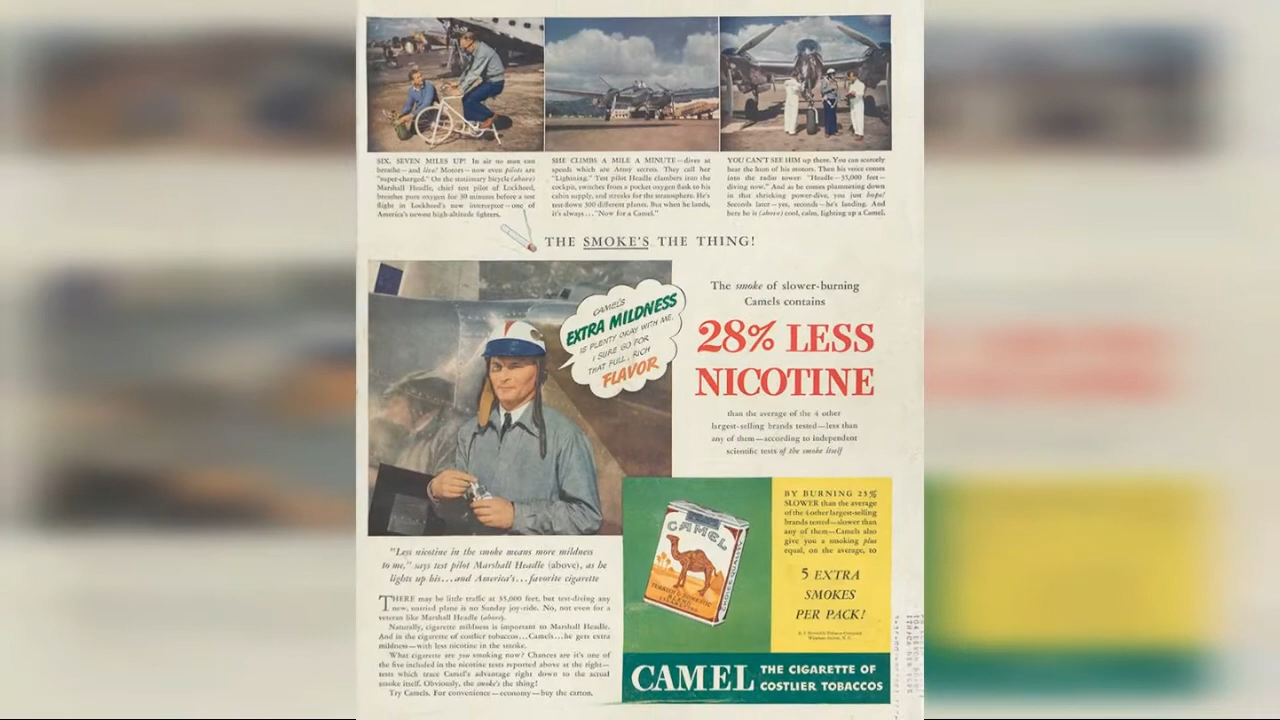 SIX, SEVEN MILES UP! In air no man can
breathe—and live! Motors—now even pilots are
"super-charged." On the stationary bicycle (above)
Marshall Headle, chief test pilot of Lockheed,
breathes pure oxygen for 30 minutes before a test
flight in Lockheed's new interceptor—one of
America's newest high-altitude fighters.
SHE CLIMBS A MILE A MINUTE—dives at
speeds which are Army secrets. They call her
"Lightning." Test pilot Headle clambers into the
cockpit, switches from a pocket oxygen flask to his
cabin supply, and streaks for the stratosphere. He's
test-down 300 different planes. But when he lands,
it's always..."Now for a Camel."
YOU CAN'T SEE HIM up there. You can scarcely
hear the hum of his motors. Then his voice comes
into the radio tower: "Headle—35,000 feet—
diving now." And as he comes plummeting down
in that shrieking power-dive, you just hope!
Seconds later—yes, seconds—he's landing. And
here he is (above) cool, calm, lighting up a Camel.
THE SMOKE'S THE THING!
CAMEL'S
EXTRA MILDNESS
IS PLENTY OKAY WITH ME.
I SURE GO FOR
THAT FULL, RICH
FLAVOR
The smoke of slower-burning
Camels contains
28% LESS
NICOTINE
than the average of the 4 other
largest-selling brands tested—less than
any of them—according to independent
scientific tests of the smoke itself
"Less nicotine in the smoke means more mildness
to me," says test pilot Marshall Headle (above), as he
lights up his...and America's...favorite cigarette
THERE may be little traffic at 35,000 feet, but test-diving any
new, untried plane is no Sunday joy-ride. No, not even for a
veteran like Marshall Headle (above).
Naturally, cigarette mildness is important to Marshall Headle.
And in the cigarette of costlier tobaccos...Camels...he gets extra
mildness—with less nicotine in the smoke.
What cigarette are you smoking now? Chances are it's one of
the five included in the nicotine tests reported above at the right—
tests which trace Camel's advantage right down to the actual
smoke itself. Obviously, the smoke's the thing!
Try Camels. For convenience—economy—buy the carton.
CAMEL
TURKISH & DOMESTIC
BLEND
CIGARETTES
CHOICE QUALITY
BY BURNING 25%
SLOWER than the average
of the 4 other largest-selling
brands tested—slower than
any of them—Camels also
give you a smoking plus
equal, on the average, to
5 EXTRA
SMOKES
PER PACK!
R. J. Reynolds Tobacco Company
Winston-Salem, N. C.
CAMEL THE CIGARETTE OF
COSTLIER TOBACCOS